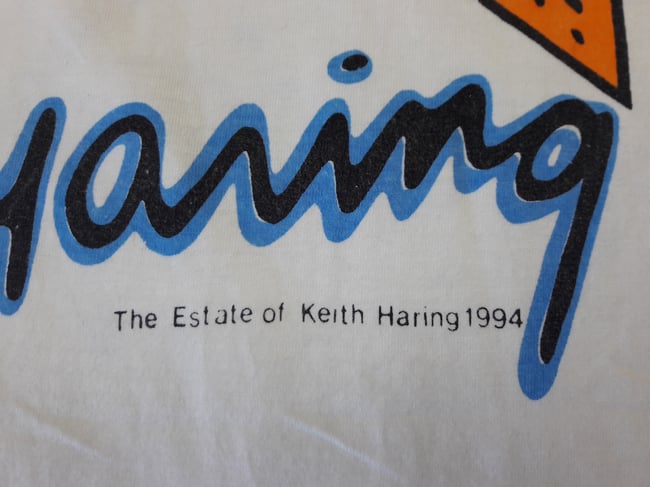 Haring
The Estate of Keith Haring 1994